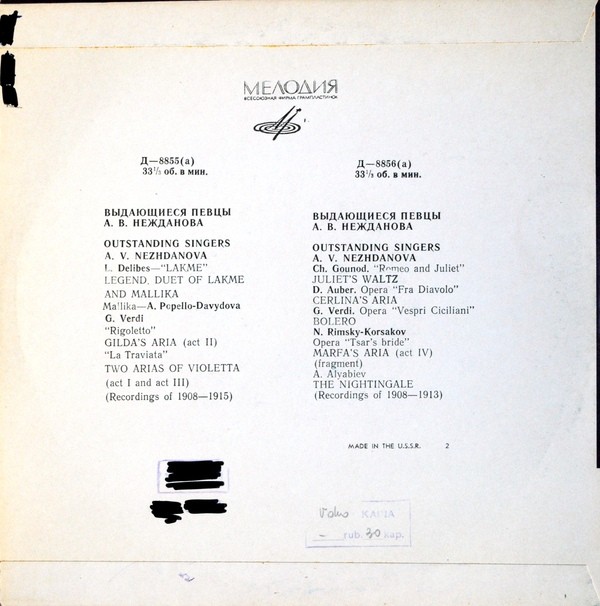 МЕЛОДИЯ
ВСЕСОЮЗНАЯ ФИРМА ГРАМПЛАСТИНОК
Д—8855(а)
33⅓ об. в мин.
ВЫДАЮЩИЕСЯ ПЕВЦЫ
А. В. НЕЖДАНОВА
OUTSTANDING SINGERS
A. V. NEZHDANOVA
L. Delibes—"LAKME"
LEGEND, DUET OF LAKME
AND MALLIKA
Mallika—A. Popello-Davydova
G. Verdi
"Rigoletto"
GILDA'S ARIA (act II)
"La Traviata"
TWO ARIAS OF VIOLETTA
(act I and act III)
(Recordings of 1908—1915)
Д—8856(а)
33⅓ об. в мин.
ВЫДАЮЩИЕСЯ ПЕВЦЫ
А. В. НЕЖДАНОВА
OUTSTANDING SINGERS
A. V. NEZHDANOVA
Ch. Gounod. "Romeo and Juliet"
JULIET'S WALTZ
D. Auber. Opera "Fra Diavolo"
CERLINA'S ARIA
G. Verdi. Opera "Vespri Ciciliani"
BOLERO
N. Rimsky-Korsakov
Opera "Tsar's bride"
MARFA'S ARIA (act IV)
(fragment)
A. Alyabiev
THE NIGHTINGALE
(Recordings of 1908—1913)
MADE IN THE U.S.S.R. 2
rub. 30 kap.